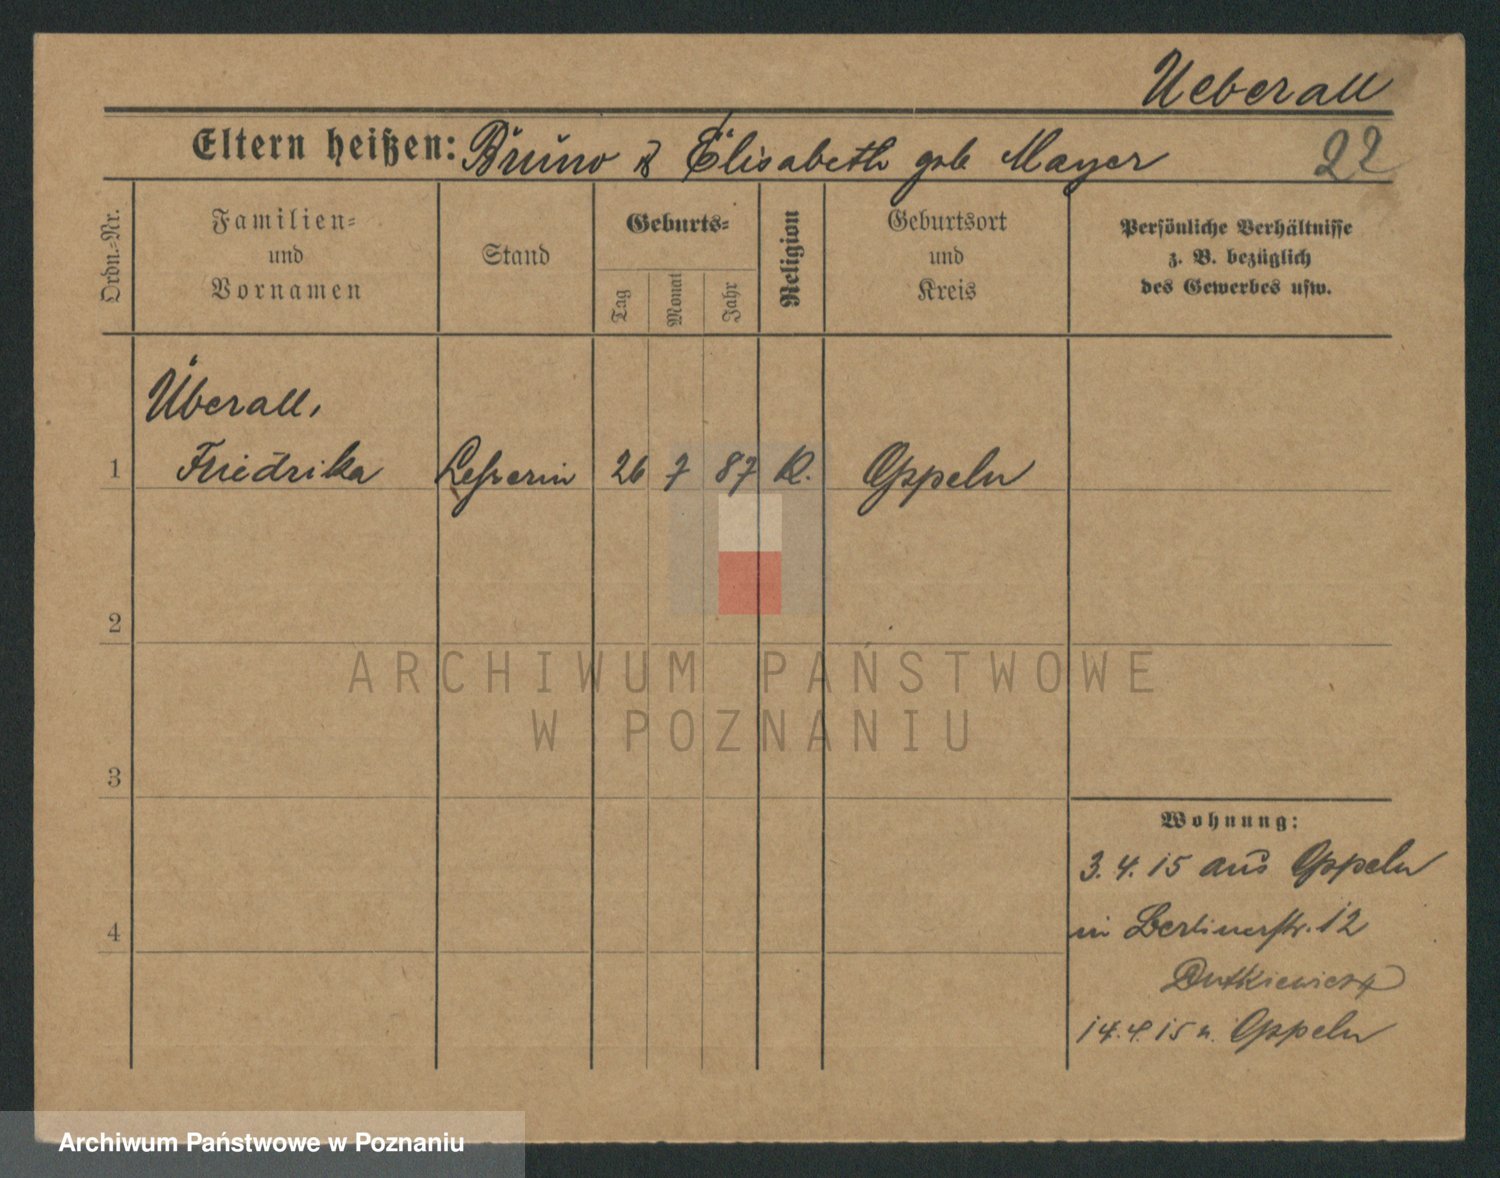 Ueberall
Eltern heißen: Bruno & Elisabeth geb Mayer
22
Ordn.=Nr.
Familien=
und
Vornamen
Stand
Geburts=
Tag
Monat
Jahr
Religion
Geburtsort
und
Kreis
Persönliche Verhältnisse
z. B. bezüglich
des Gewerbes usw.
Überall,
1 Friedrika Lehrerin 26 7 87 K. Oppeln
2
3
4
ARCHIWUM PAŃSTWOWE
W POZNANIU
Wohnung:
3. 4. 15 aus Oppeln
in Berlinerstr. 12
Dutkiewicz
14. 4. 15 n. Oppeln
Archiwum Państwowe w Poznaniu